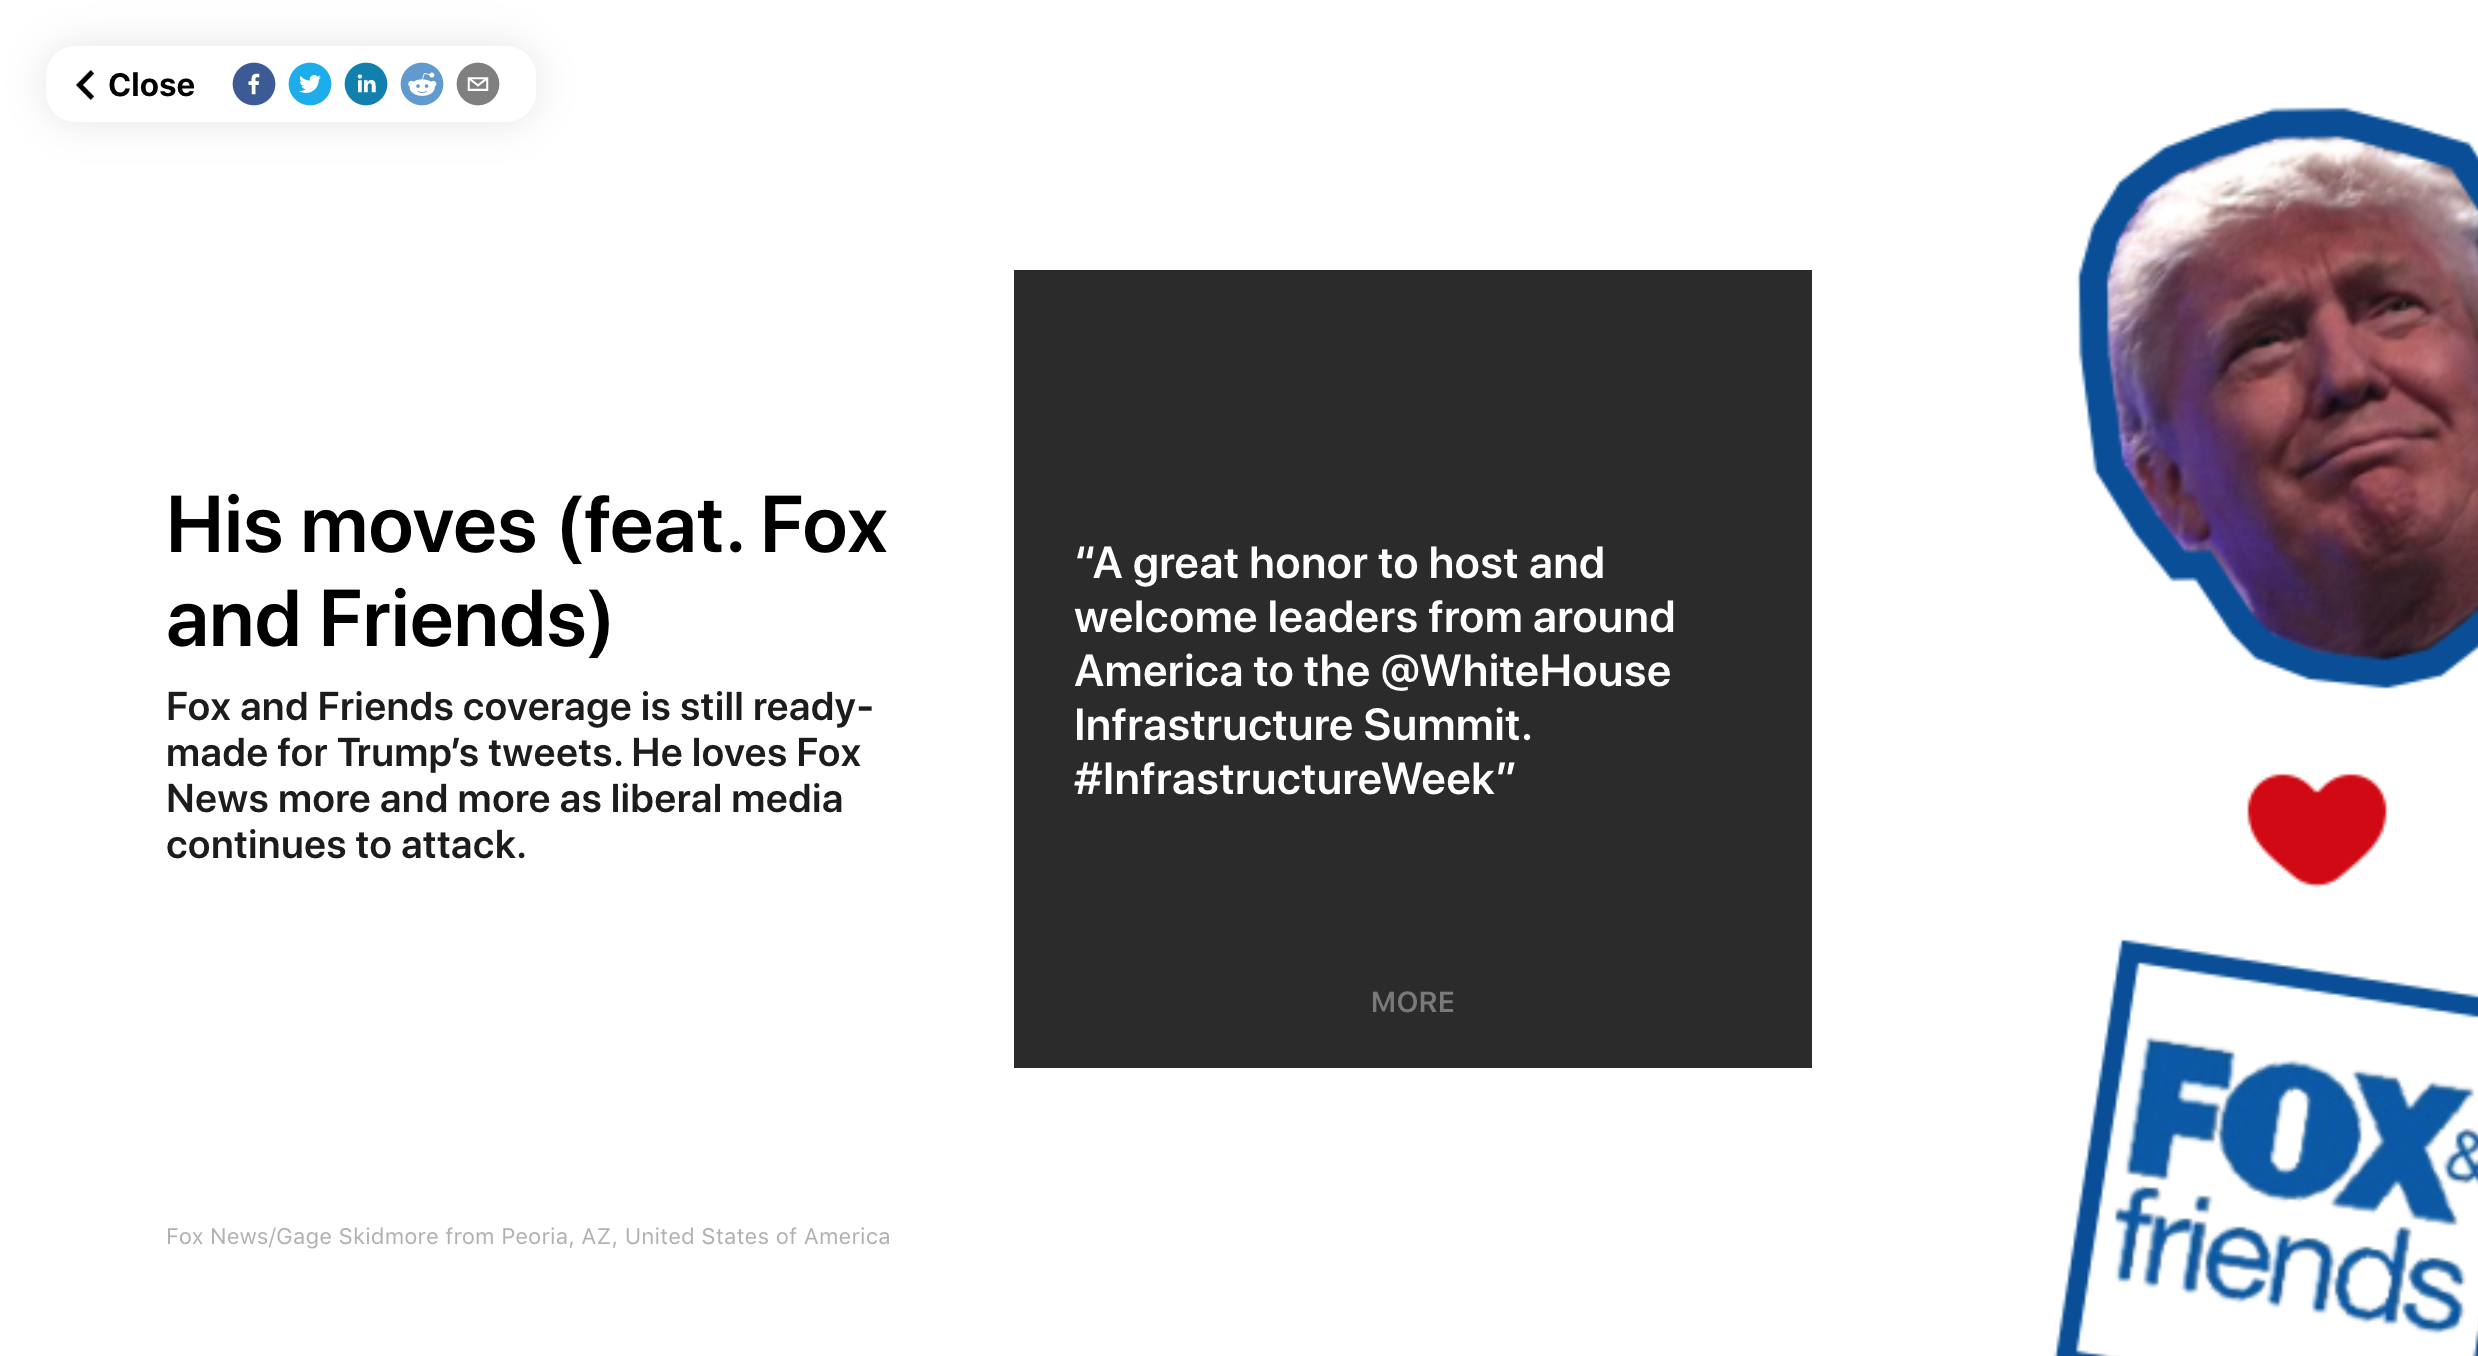 Close
His moves (feat. Fox
and Friends)
Fox and Friends coverage is still ready-
made for Trump’s tweets. He loves Fox
News more and more as liberal media
continues to attack.
“A great honor to host and
welcome leaders from around
America to the @WhiteHouse
Infrastructure Summit.
#InfrastructureWeek”
MORE
FOX &
friends
Fox News/Gage Skidmore from Peoria, AZ, United States of America